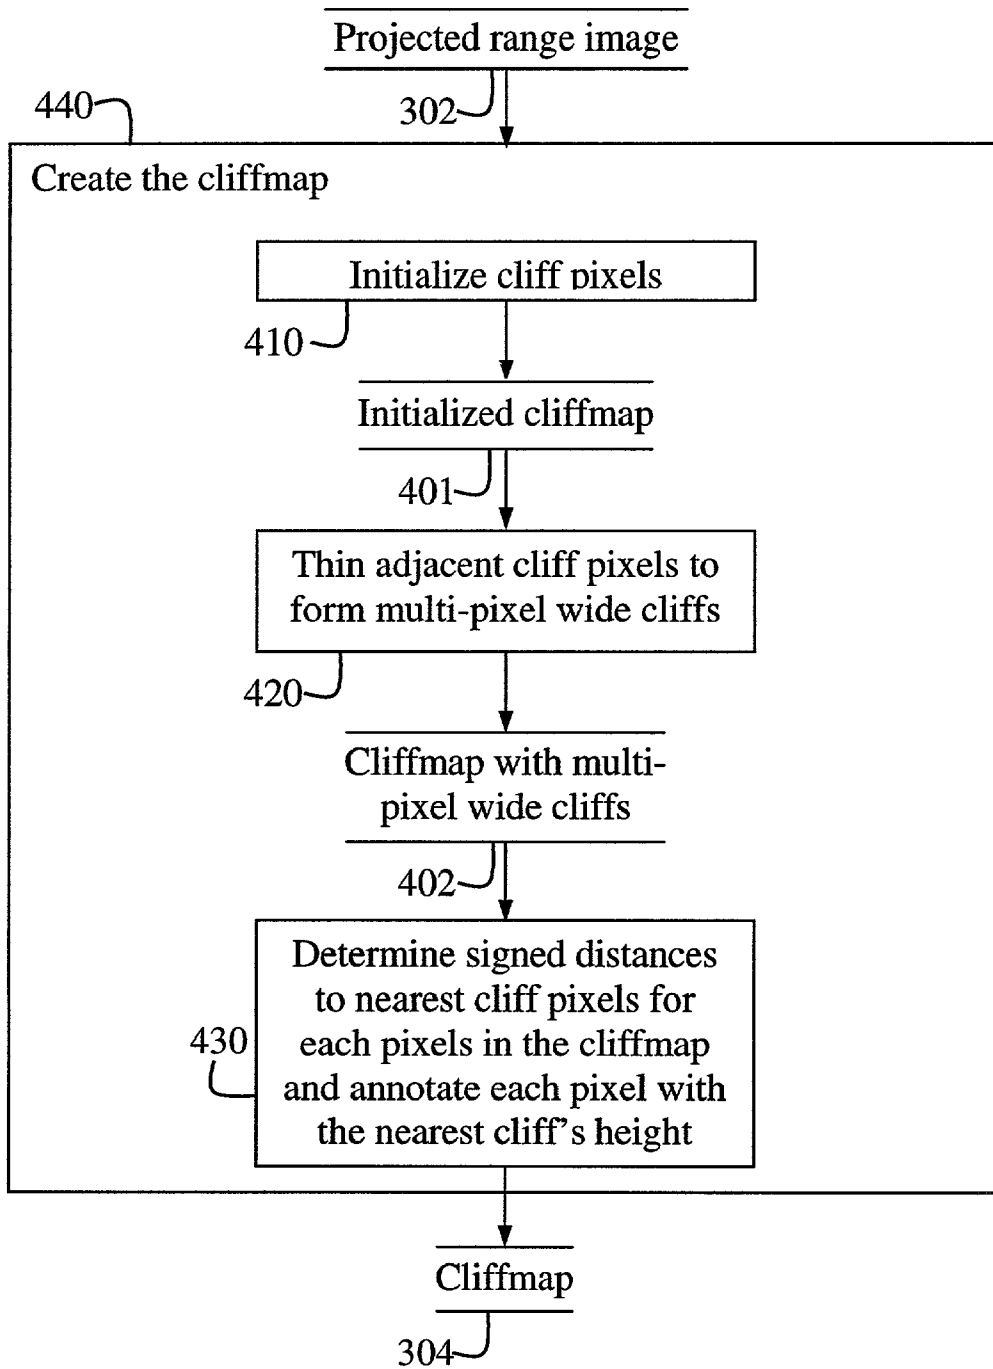 Projected range image
302
440
Create the cliffmap
Initialize cliff pixels
410
Initialized cliffmap
401
Thin adjacent cliff pixels to
form multi-pixel wide cliffs
420
Cliffmap with multi-
pixel wide cliffs
402
Determine signed distances
to nearest cliff pixels for
each pixels in the cliffmap
and annotate each pixel with
the nearest cliff's height
430
Cliffmap
304